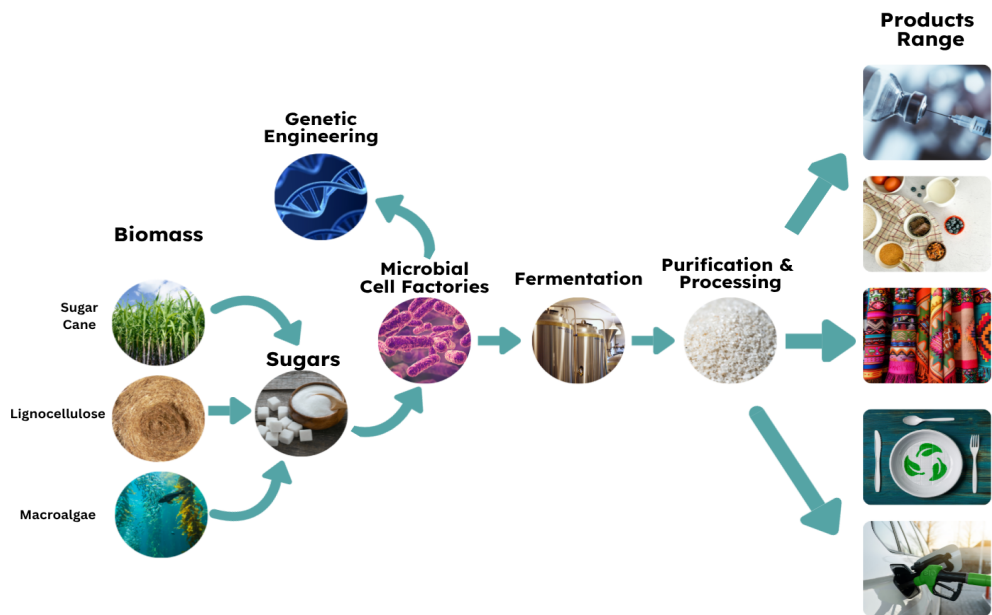 Products
Range
Genetic
Engineering
Biomass
Microbial
Cell Factories
Fermentation
Purification &
Processing
Sugar
Cane
Sugars
Lignocellulose
Macroalgae